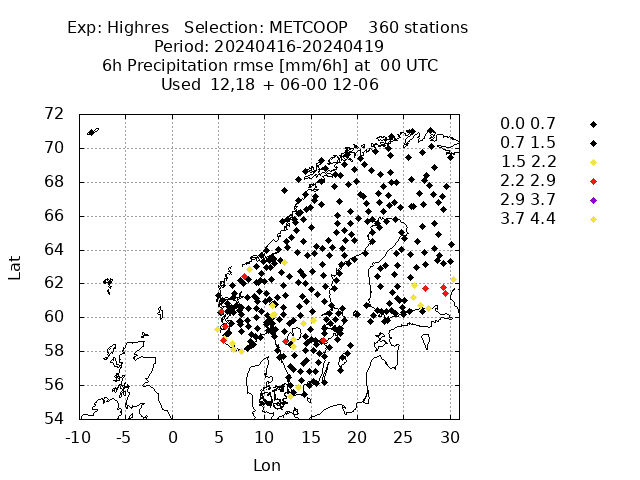 Exp: Highres Selection: METCOOP 360 stations
Period: 20240416-20240419
6h Precipitation rmse [mm/6h] at 00 UTC
Used 12,18 + 06-00 12-06
72
70
68
66
64
62
60
58
56
54
Lat
-10 -5 0 5 10 15 20 25 30
Lon
0.0 0.7
0.7 1.5
1.5 2.2
2.2 2.9
2.9 3.7
3.7 4.4